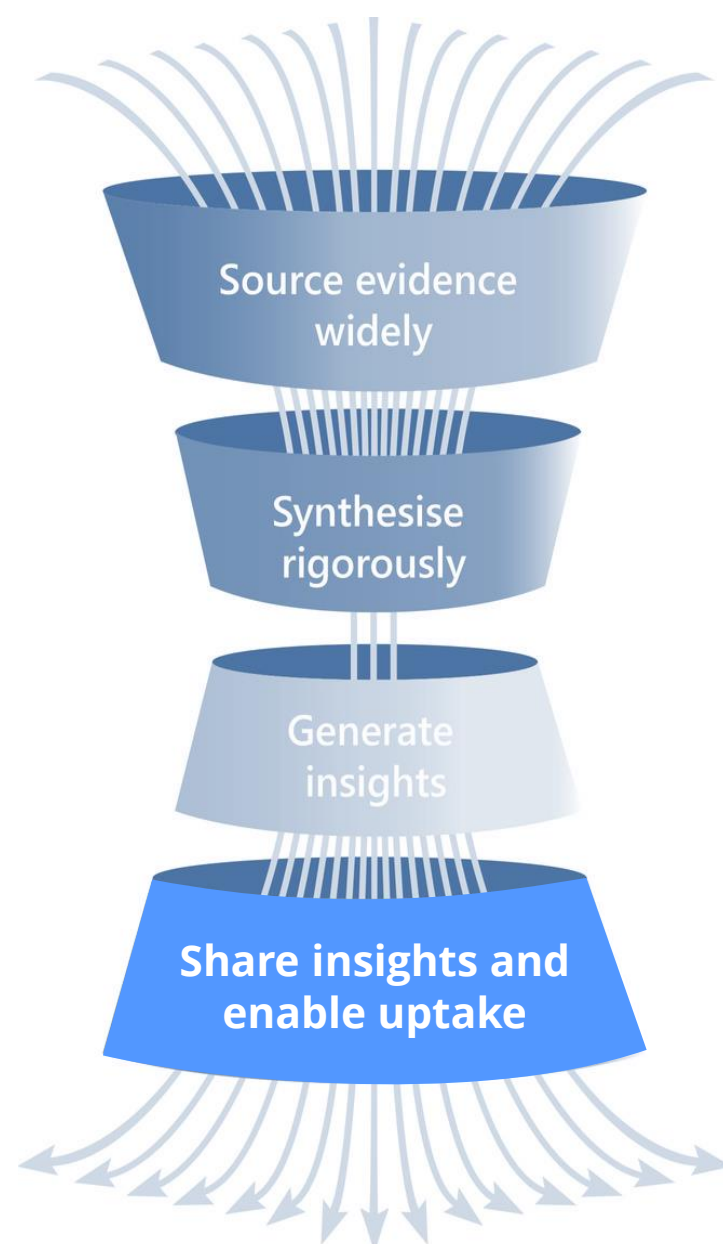 Source evidence
widely
Synthesise
rigorously
Generate
insights
Share insights and
enable uptake